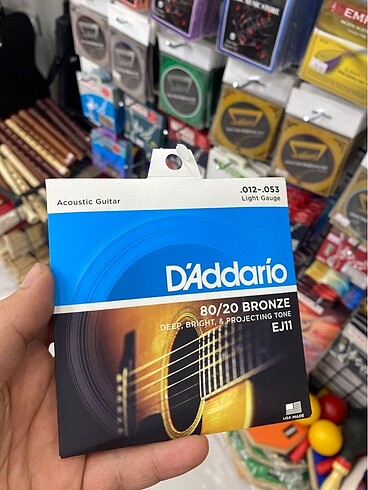 Acoustic Guitar
.012-.053
Light Gauge
D'Addario
80/20 BRONZE
DEEP, BRIGHT, & PROJECTING TONE
EJ11
USA MADE